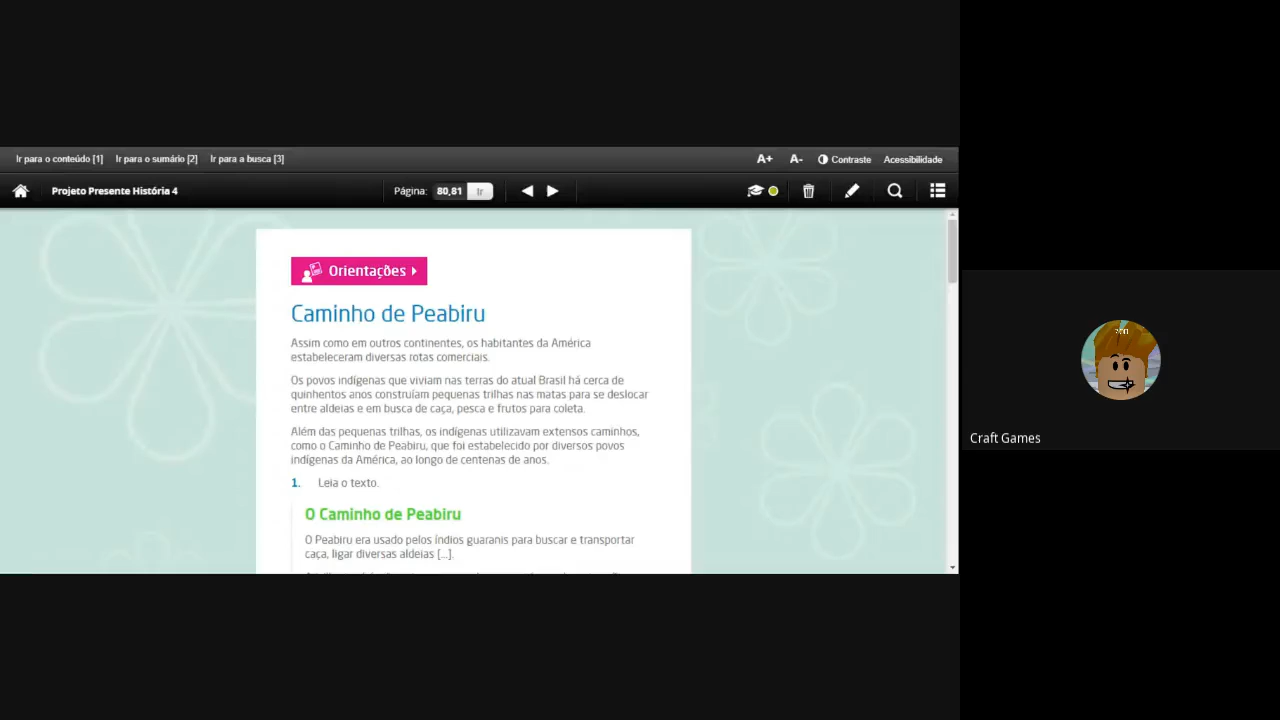 Ir para o conteúdo [1] Ir para o sumário [2] Ir para a busca [3] A+ A- Contraste Acessibilidade
Projeto Presente História 4 Página: 80,81 Ir
Orientações
Caminho de Peabiru
Assim como em outros continentes, os habitantes da América
estabeleceram diversas rotas comerciais.
Os povos indígenas que viviam nas terras do atual Brasil há cerca de
quinhentos anos construíam pequenas trilhas nas matas para se deslocar
entre aldeias e em busca de caça, pesca e frutos para coleta.
Além das pequenas trilhas, os indígenas utilizavam extensos caminhos,
como o Caminho de Peabiru, que foi estabelecido por diversos povos
indígenas da América, ao longo de centenas de anos.
1. Leia o texto.
O Caminho de Peabiru
O Peabiru era usado pelos índios guaranis para buscar e transportar
caça, ligar diversas aldeias [...].
Craft Games